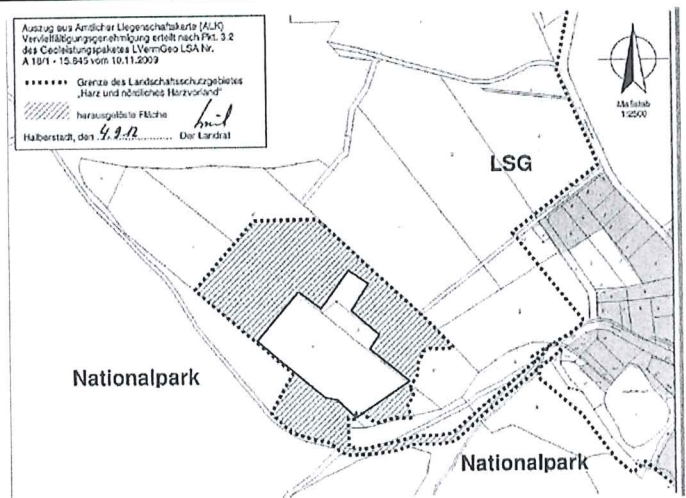 Auszug aus Amtlicher Liegenschaftskarte (ALK)
Vervielfältigungsgenehmigung erteilt nach Pkt. 3.2
des Geoleistungspaketes LVermGeo LSA Nr.
A 18/1 - 15.845 vom 10.11.2009
Grenze des Landschaftsschutzgebietes
„Harz und nördliches Harzvorland"
herausgelöste Fläche
Halberstadt, den 4.9.12 Der Landrat
Maßstab
1:2500
LSG
Nationalpark
Nationalpark